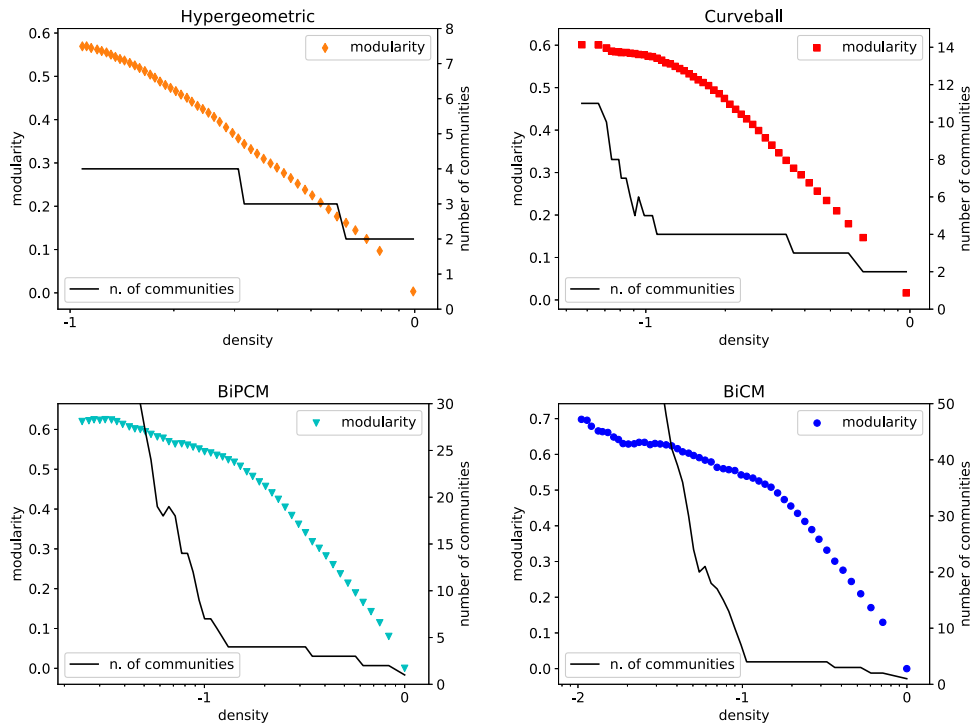 Hypergeometric
modularity
0.6
0.5
0.4
0.3
0.2
0.1
0.0
modularity
8
7
6
5
4
3
2
1
0
number of communities
n. of communities
-1
0
density
Curveball
modularity
0.6
0.5
0.4
0.3
0.2
0.1
0.0
modularity
14
12
10
8
6
4
2
0
number of communities
n. of communities
-1
0
density
BiPCM
modularity
0.6
0.5
0.4
0.3
0.2
0.1
0.0
modularity
30
25
20
15
10
5
0
number of communities
n. of communities
-1
0
density
BiCM
modularity
0.7
0.6
0.5
0.4
0.3
0.2
0.1
0.0
modularity
50
40
30
20
10
0
number of communities
n. of communities
-2
-1
0
density